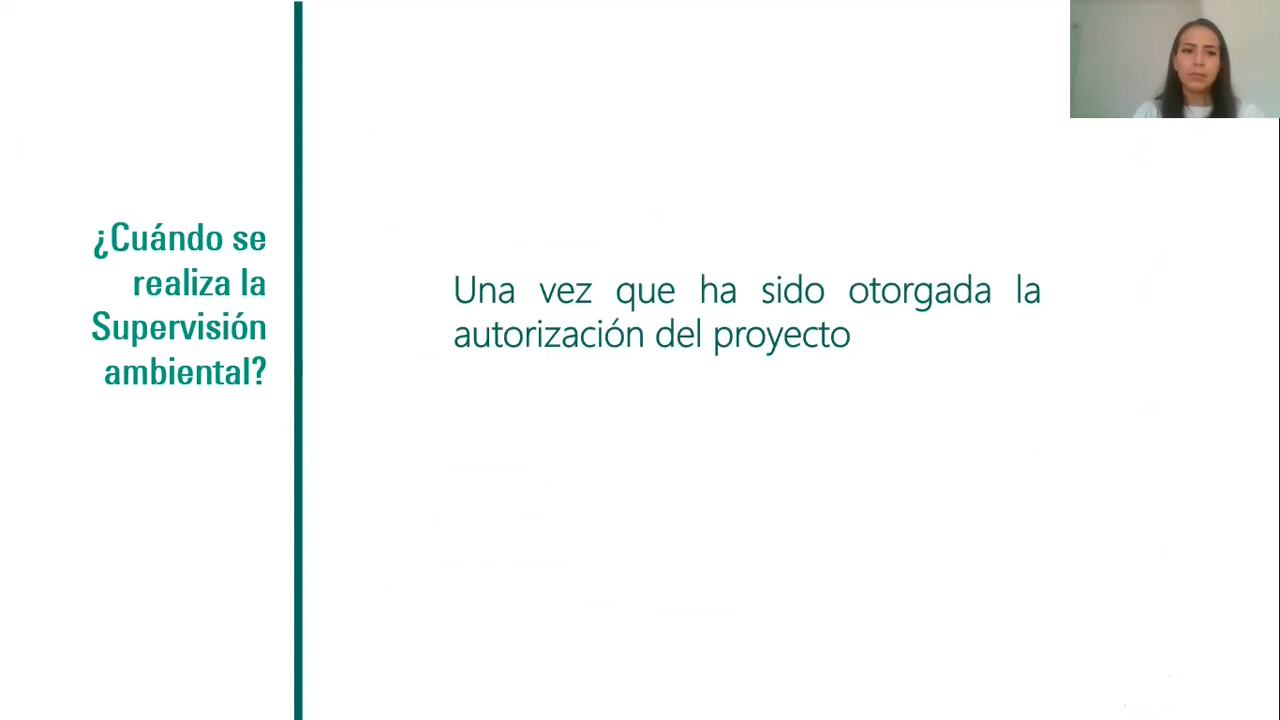 ¿Cuándo se
realiza la
Supervisión
ambiental?
Una vez que ha sido otorgada la
autorización del proyecto